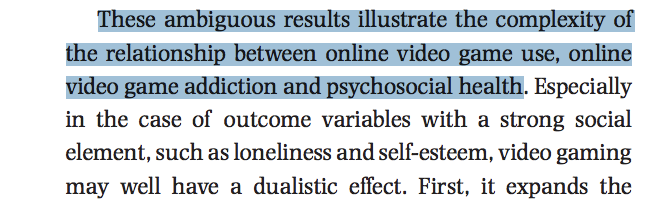 These ambiguous results illustrate the complexity of
the relationship between online video game use, online
video game addiction and psychosocial health. Especially
in the case of outcome variables with a strong social
element, such as loneliness and self-esteem, video gaming
may well have a dualistic effect. First, it expands the